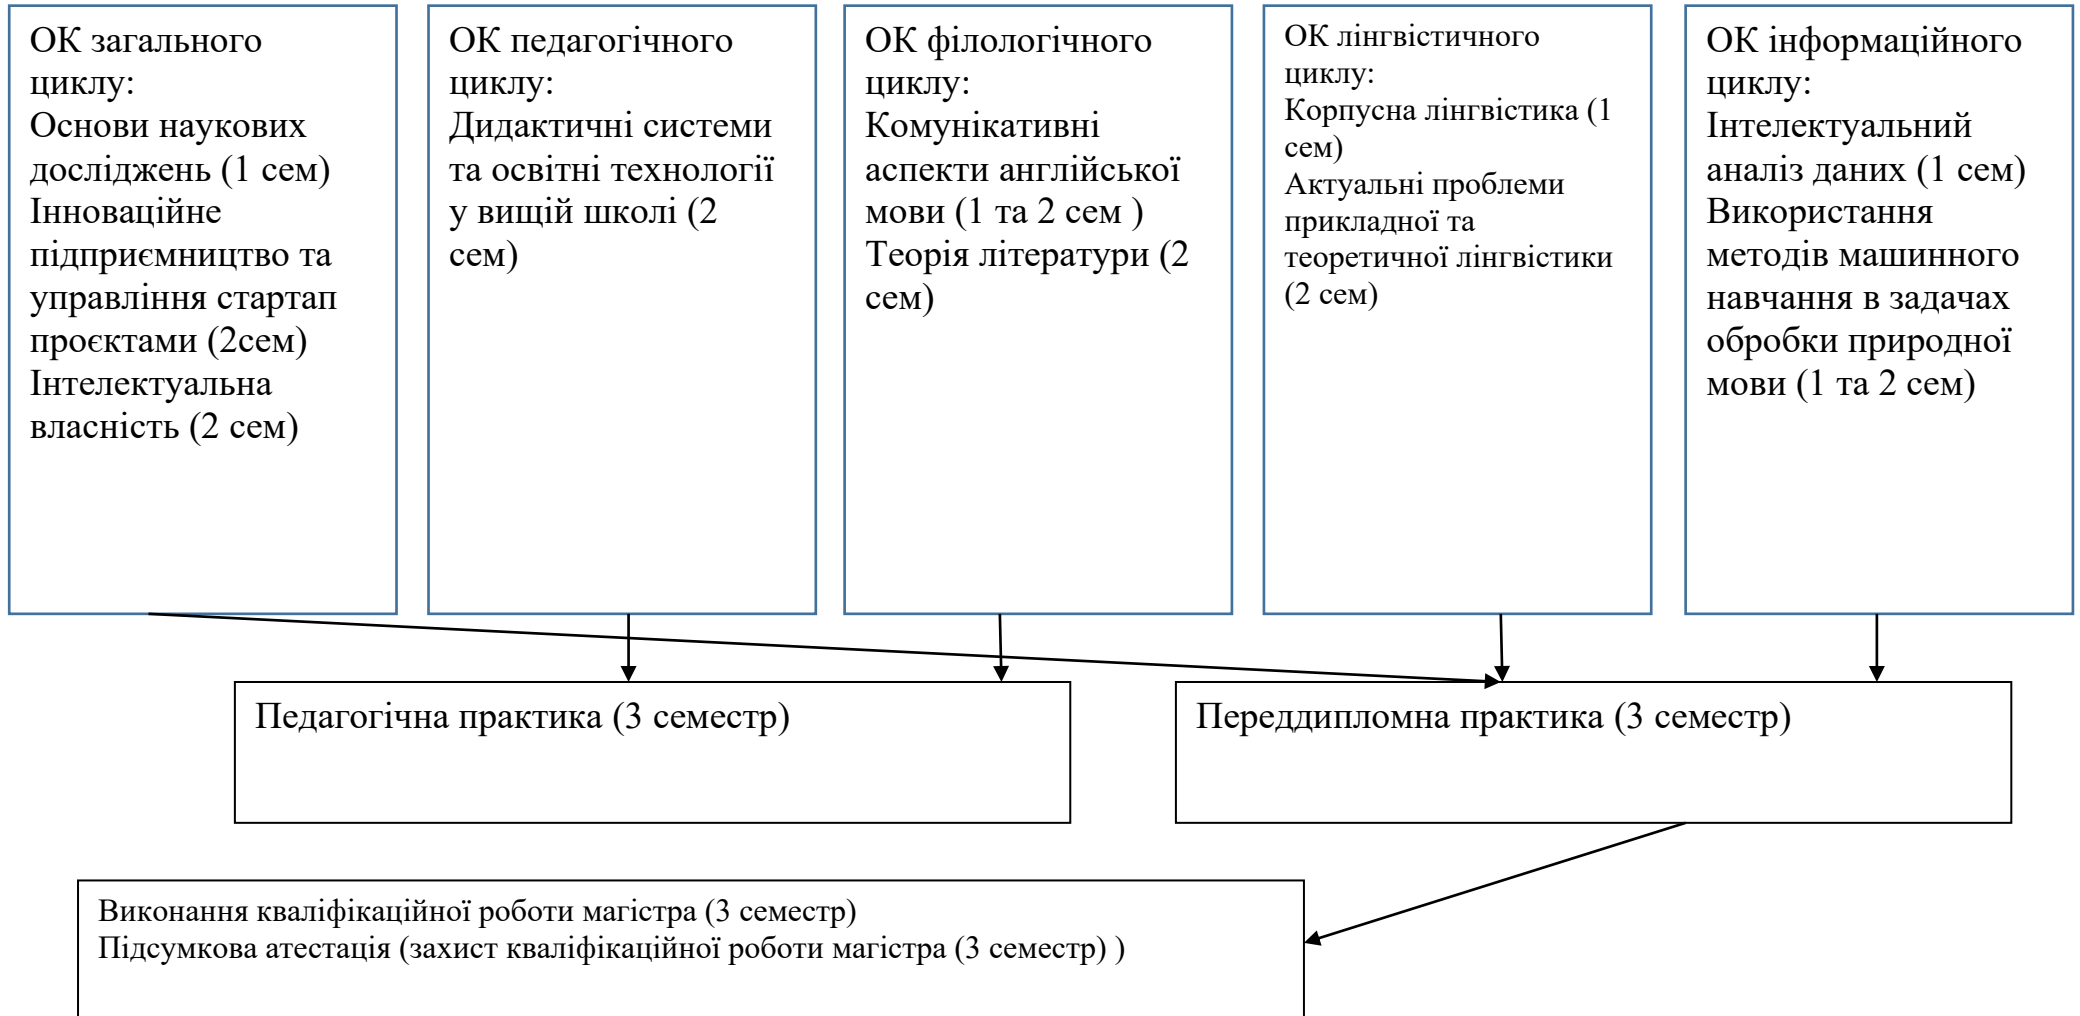 ОК загального
циклу:
Основи наукових
досліджень (1 сем)
Інноваційне
підприємництво та
управління стартап
проєктами (2сем)
Інтелектуальна
власність (2 сем)
ОК педагогічного
циклу:
Дидактичні системи
та освітні технології
у вищій школі (2
сем)
ОК філологічного
циклу:
Комунікативні
аспекти англійської
мови (1 та 2 сем )
Теорія літератури (2
сем)
ОК лінгвістичного
циклу:
Корпусна лінгвістика (1
сем)
Актуальні проблеми
прикладної та
теоретичної лінгвістики
(2 сем)
ОК інформаційного
циклу:
Інтелектуальний
аналіз даних (1 сем)
Використання
методів машинного
навчання в задачах
обробки природної
мови (1 та 2 сем)
Педагогічна практика (3 семестр)
Переддипломна практика (3 семестр)
Виконання кваліфікаційної роботи магістра (3 семестр)
Підсумкова атестація (захист кваліфікаційної роботи магістра (3 семестр) )